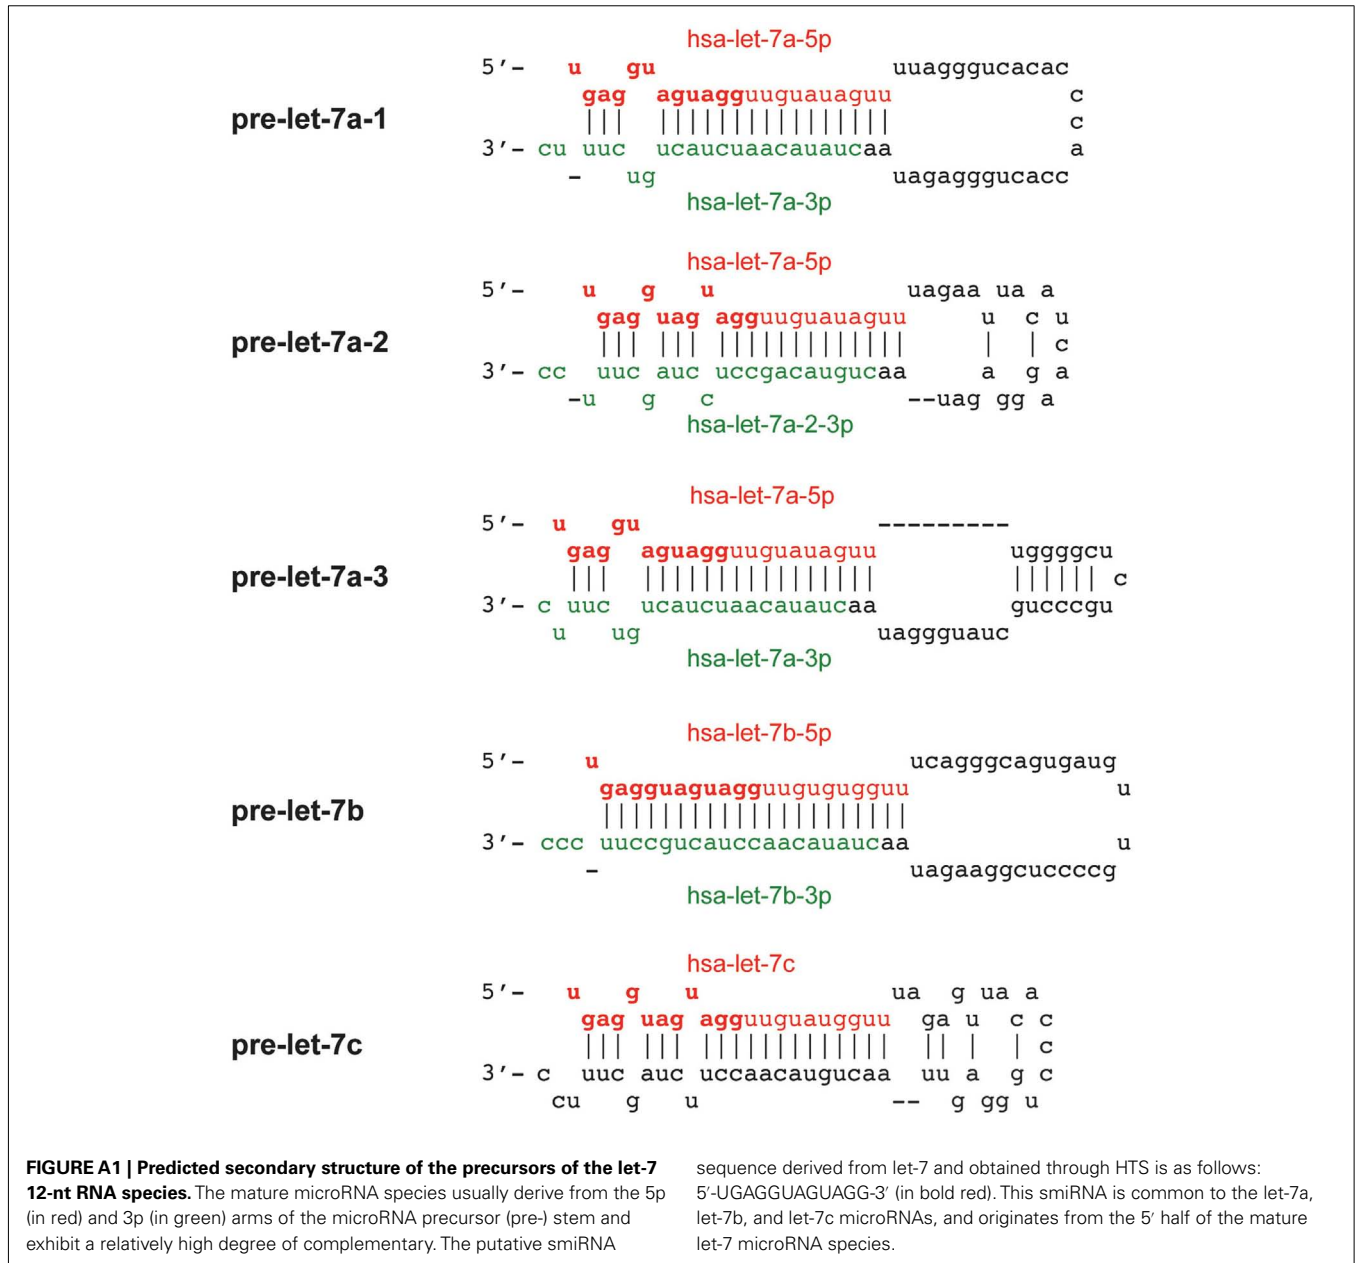 hsa-let-7a-5p
5′– u gu uuagggucacac
gag aguagguuguauaguu c
pre-let-7a-1
||| |||||||||||||||| c
3′– cu uuc ucaucuaacauaucaa a
– ug uagagggucacc
hsa-let-7a-3p
hsa-let-7a-5p
5′– u g u uagaa ua a
gag uag agguuguauaguu u c u
pre-let-7a-2
||| ||| ||||||||||||| | | c
3′– cc uuc auc uccgacaugucaa a g a
–u g c --uag gg a
hsa-let-7a-2-3p
hsa-let-7a-5p
5′– u gu ---------
gag aguagguuguauaguu uggggcu
pre-let-7a-3
||| |||||||||||||||| |||||| c
3′– c uuc ucaucuaacauaucaa gucccgu
u ug uaggguauc
hsa-let-7a-3p
hsa-let-7b-5p
5′– u ucagggcagugaug
gagguaguagguugugugguu u
pre-let-7b
|||||||||||||||||||||
3′– ccc uuccgucauccaacauaucaa u
– uagaaggcuccccg
hsa-let-7b-3p
hsa-let-7c
5′– u g u ua g ua a
gag uag agguuguaugguu ga u c c
pre-let-7c
||| ||| ||||||||||||| || | | c
3′– c uuc auc uccaacaugucaa uu a g c
cu g u -- g gg u
FIGURE A1 | Predicted secondary structure of the precursors of the let-7
12-nt RNA species. The mature microRNA species usually derive from the 5p
(in red) and 3p (in green) arms of the microRNA precursor (pre-) stem and
exhibit a relatively high degree of complementary. The putative smiRNA
sequence derived from let-7 and obtained through HTS is as follows:
5′-UGAGGUAGUAGG-3′ (in bold red). This smiRNA is common to the let-7a,
let-7b, and let-7c microRNAs, and originates from the 5′ half of the mature
let-7 microRNA species.